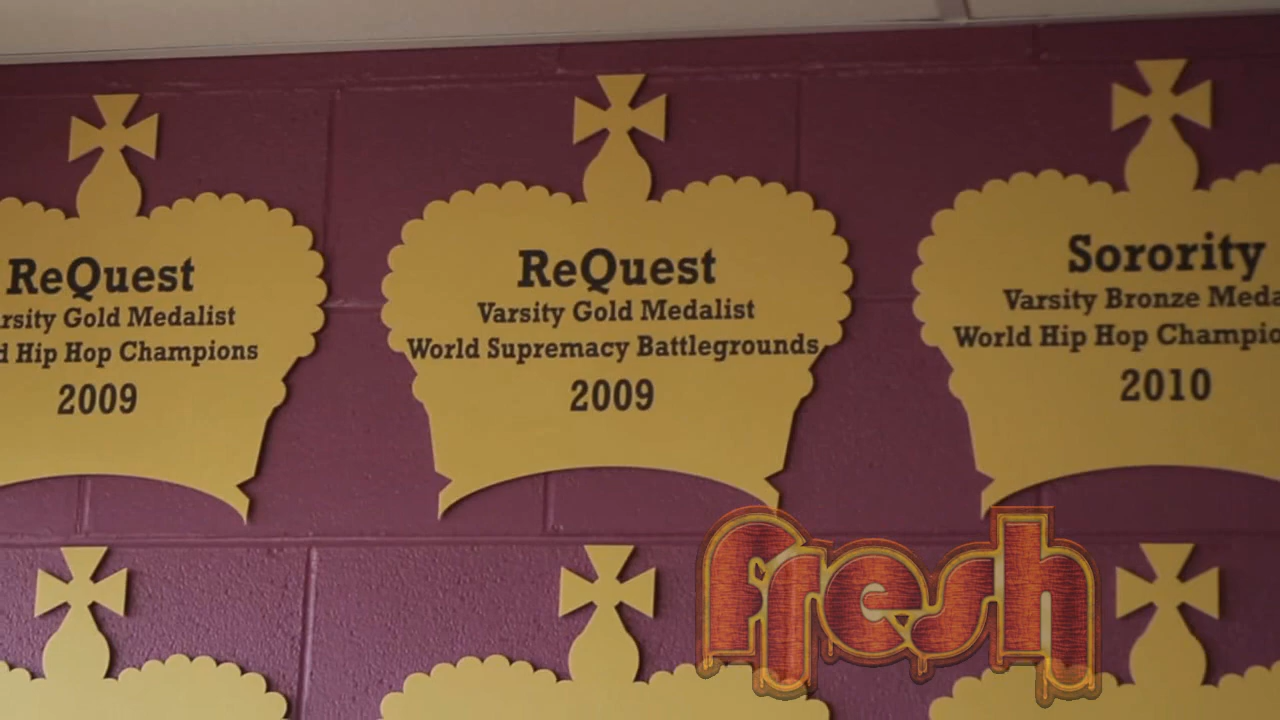 ReQuest
Varsity Gold Medalist
Hip Hop Champions
2009
ReQuest
Varsity Gold Medalist
World Supremacy Battlegrounds
2009
Sorority
Varsity Bronze
World Hip Hop
2010
fresh